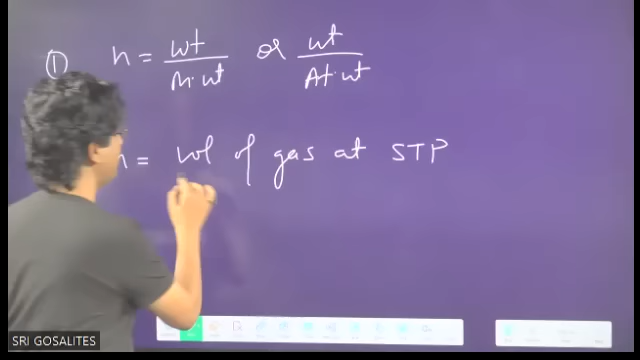 ① n = wt / M. wt or wt / At. wt
n = vol of gas at STP
SRI GOSALITES